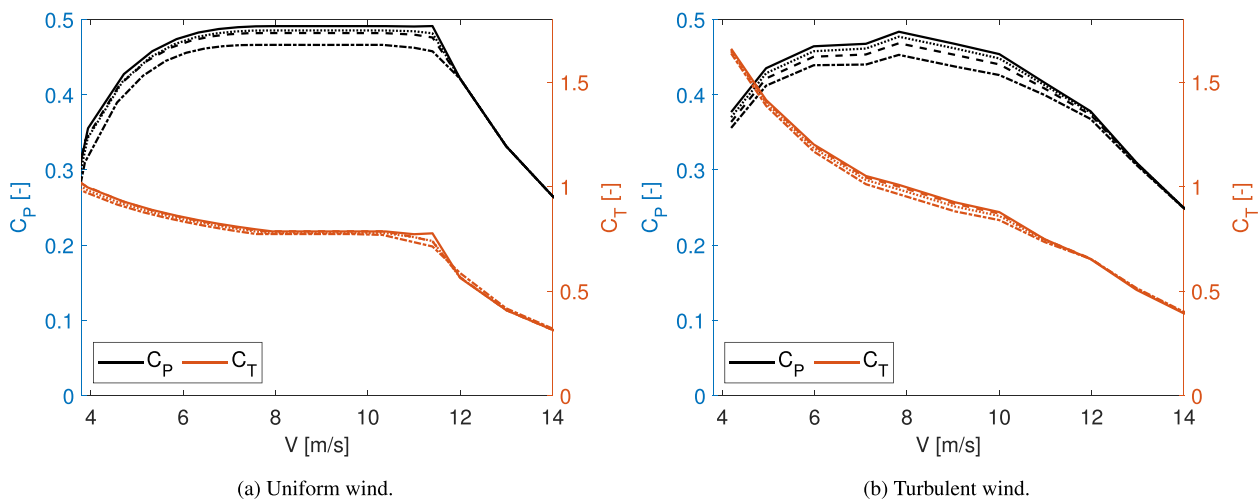 0.5
0.4
0.3
0.2
0.1
0
C_P [-]
1.5
1
0.5
0
C_T [-]
C_P C_T
4 6 8 10 12 14
V [m/s]
(a) Uniform wind.
0.5
0.4
0.3
0.2
0.1
0
C_P [-]
1.5
1
0.5
0
C_T [-]
C_P C_T
4 6 8 10 12 14
V [m/s]
(b) Turbulent wind.